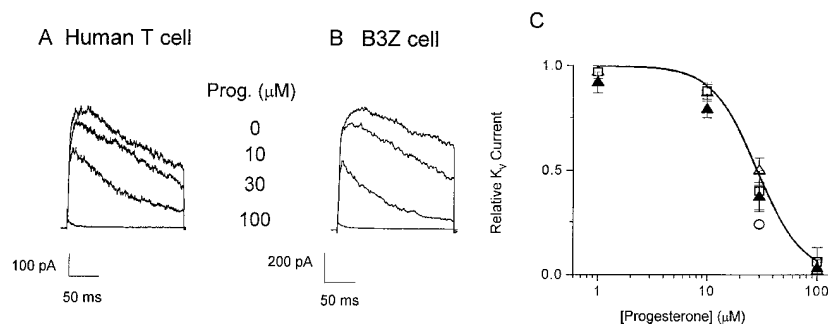 A Human T cell
B B3Z cell
C
Prog. (μM)
0
10
30
100
100 pA
50 ms
200 pA
50 ms
Relative Kv Current
1.0
0.5
0.0
1
10
100
[Progesterone] (μM)